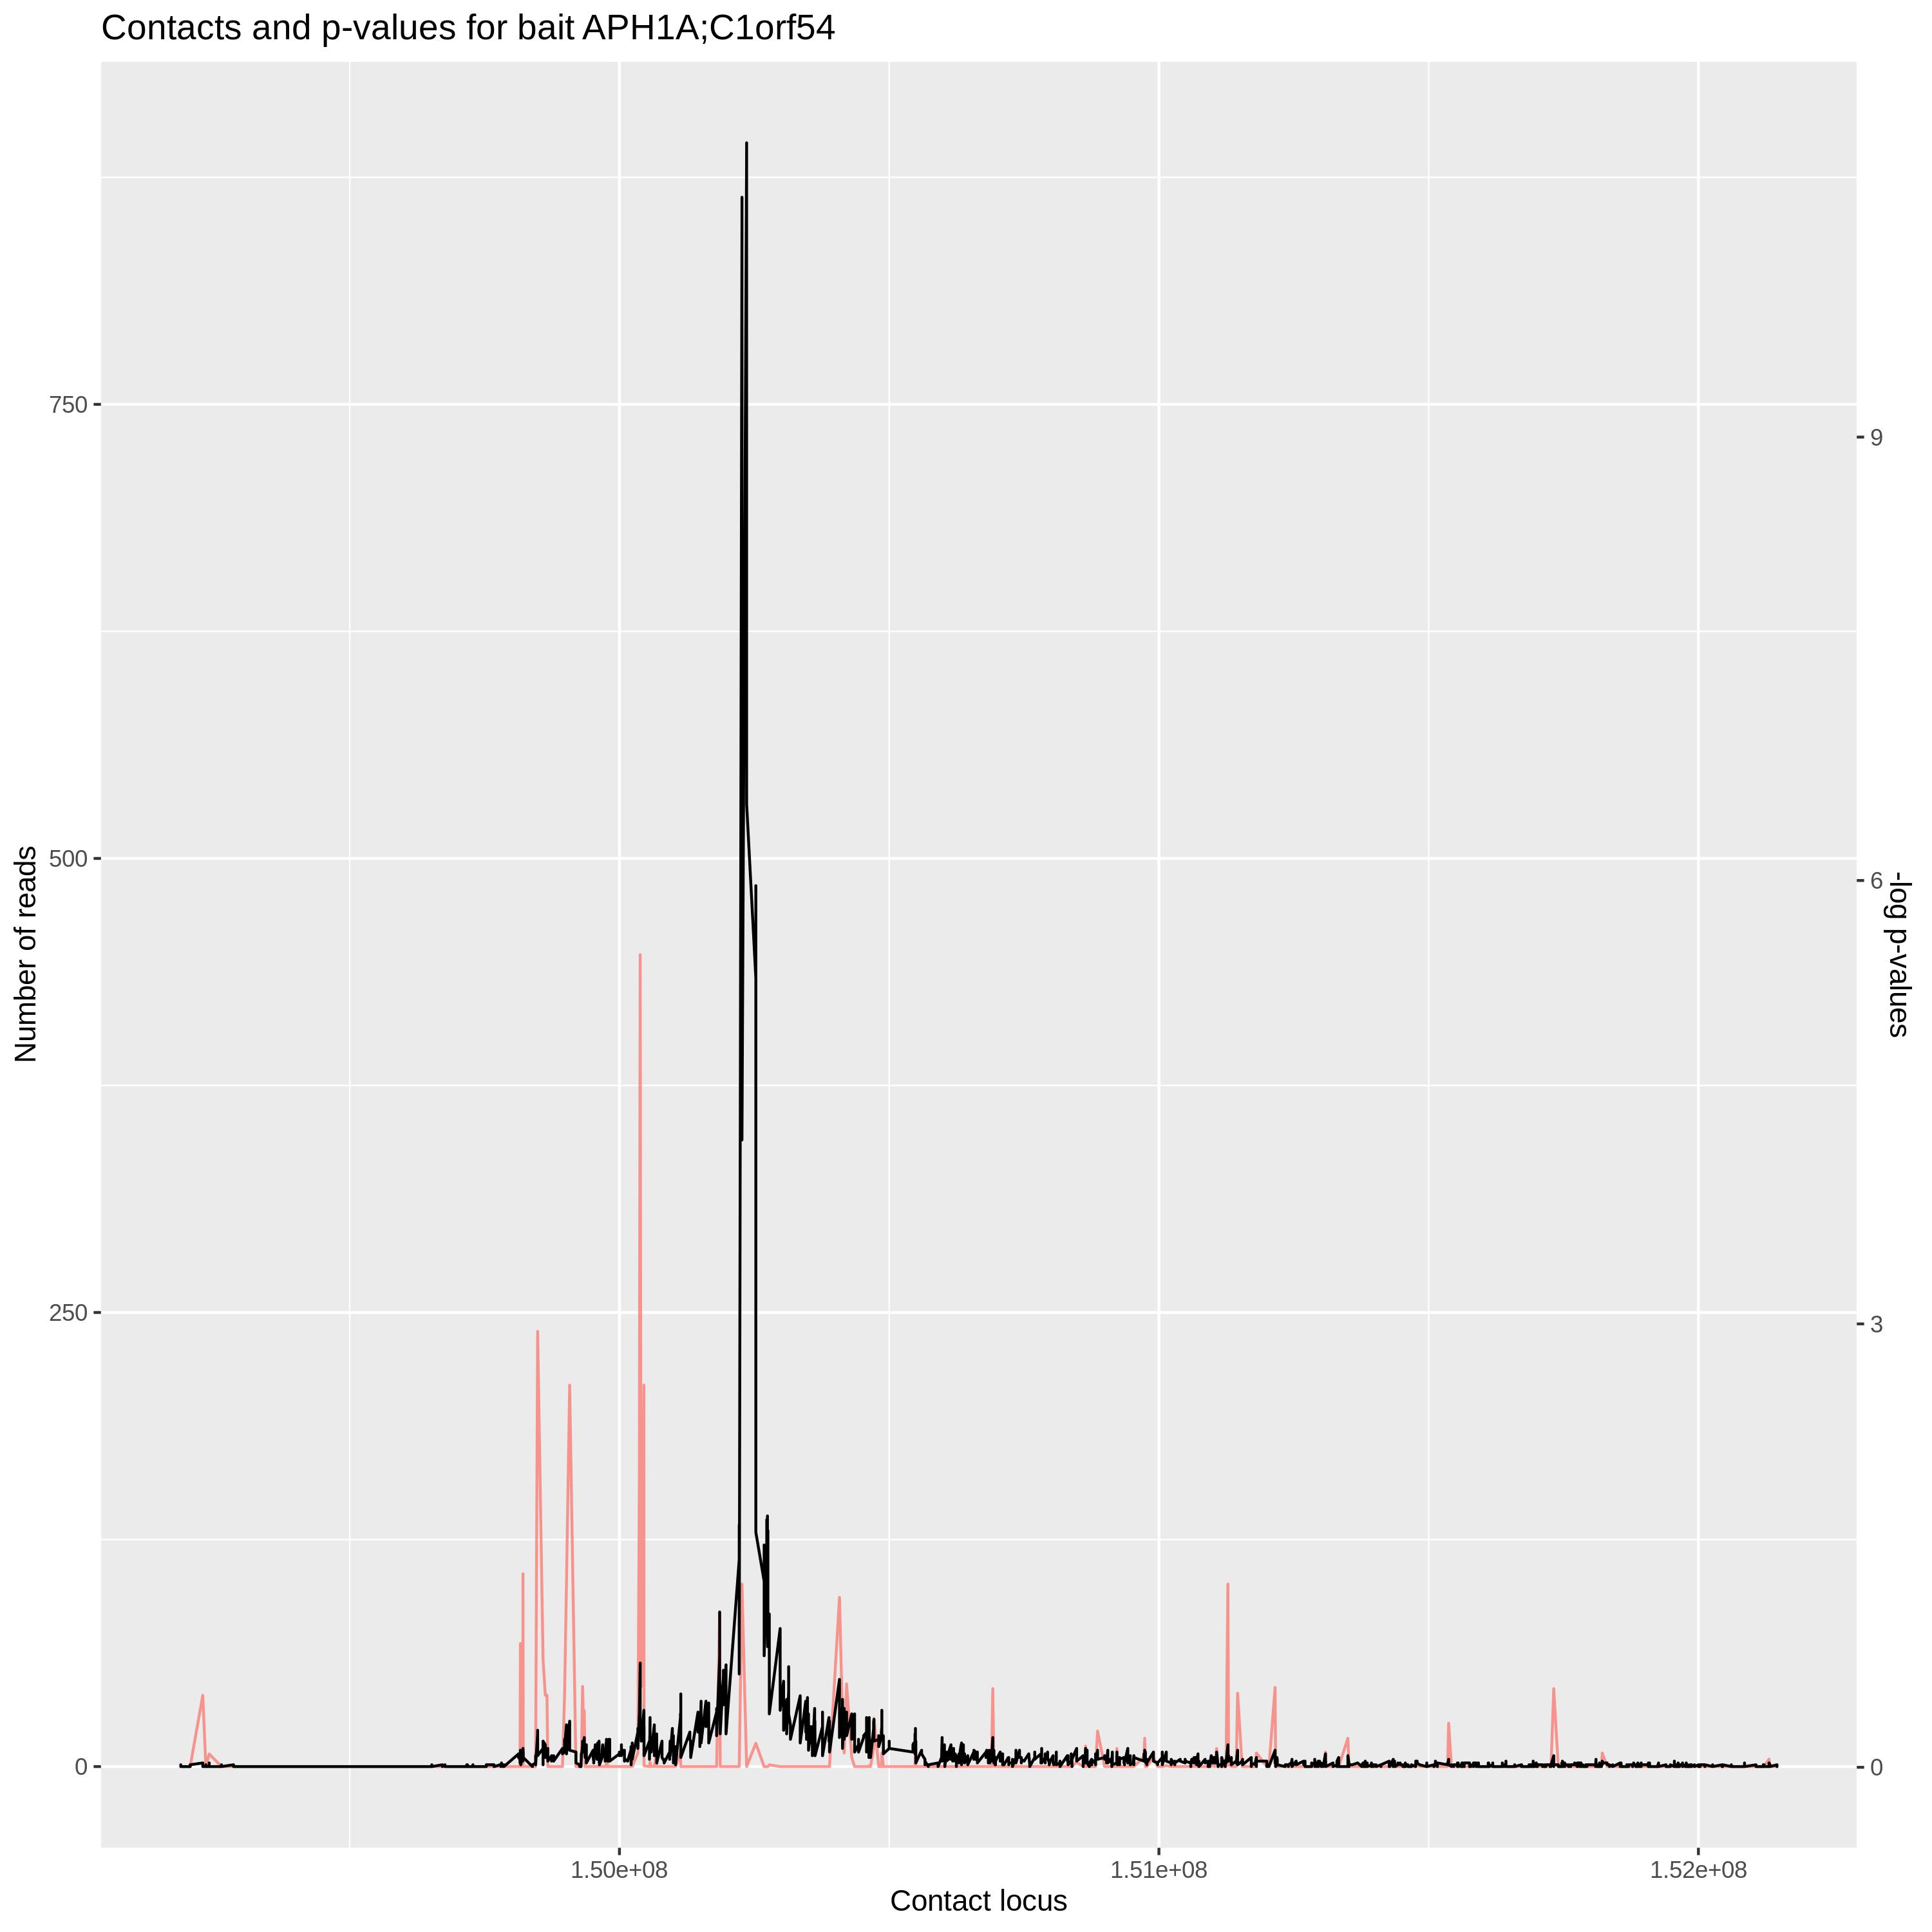 Contacts and p-values for bait APH1A;C1orf54
Number of reads
750
500
250
0
9
6
3
0
-log p-values
1.50e+08
1.51e+08
1.52e+08
Contact locus